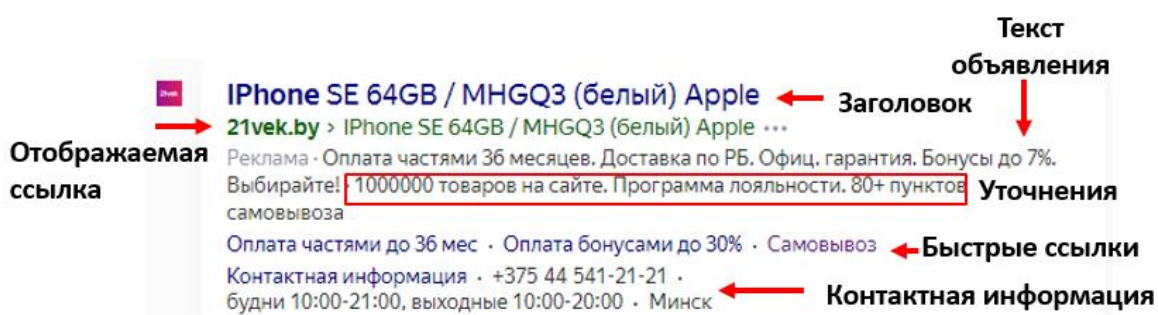 Текст
объявления
21vek
IPhone SE 64GB / MHGQ3 (белый) Apple
Заголовок
21vek.by › IPhone SE 64GB / MHGQ3 (белый) Apple ···
Отображаемая
ссылка
Реклама · Оплата частями 36 месяцев. Доставка по РБ. Офиц. гарантия. Бонусы до 7%.
Выбирайте! · 1000000 товаров на сайте. Программа лояльности. 80+ пунктов
самовывоза
Уточнения
Оплата частями до 36 мес · Оплата бонусами до 30% · Самовывоз
Быстрые ссылки
Контактная информация · +375 44 541-21-21 ·
будни 10:00-21:00, выходные 10:00-20:00 · Минск
Контактная информация